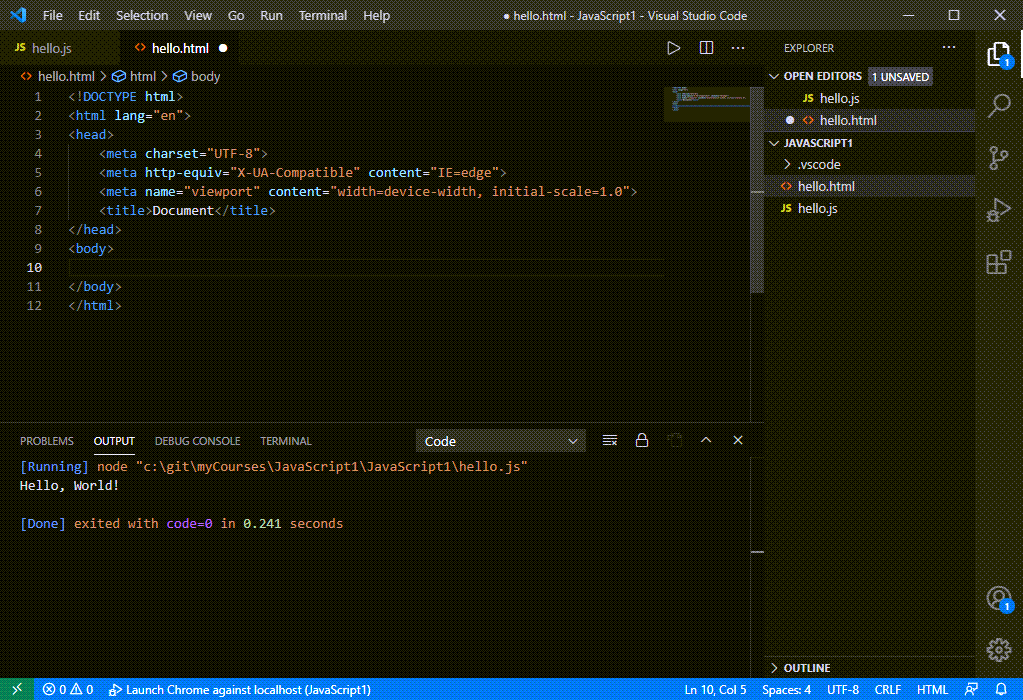 File Edit Selection View Go Run Terminal Help ● hello.html - JavaScript1 - Visual Studio Code
JS hello.js <> hello.html ●
<> hello.html > html > body
1 <!DOCTYPE html>
2 <html lang="en">
3 <head>
4 <meta charset="UTF-8">
5 <meta http-equiv="X-UA-Compatible" content="IE=edge">
6 <meta name="viewport" content="width=device-width, initial-scale=1.0">
7 <title>Document</title>
8 </head>
9 <body>
10
11 </body>
12 </html>
EXPLORER ...
OPEN EDITORS 1 UNSAVED
JS hello.js
● <> hello.html
JAVASCRIPT1
> .vscode
<> hello.html
JS hello.js
OUTLINE
1
1
PROBLEMS OUTPUT DEBUG CONSOLE TERMINAL Code
[Running] node "c:\git\myCourses\JavaScript1\JavaScript1\hello.js"
Hello, World!
[Done] exited with code=0 in 0.241 seconds
0 0 Launch Chrome against localhost (JavaScript1) Ln 10, Col 5 Spaces: 4 UTF-8 CRLF HTML